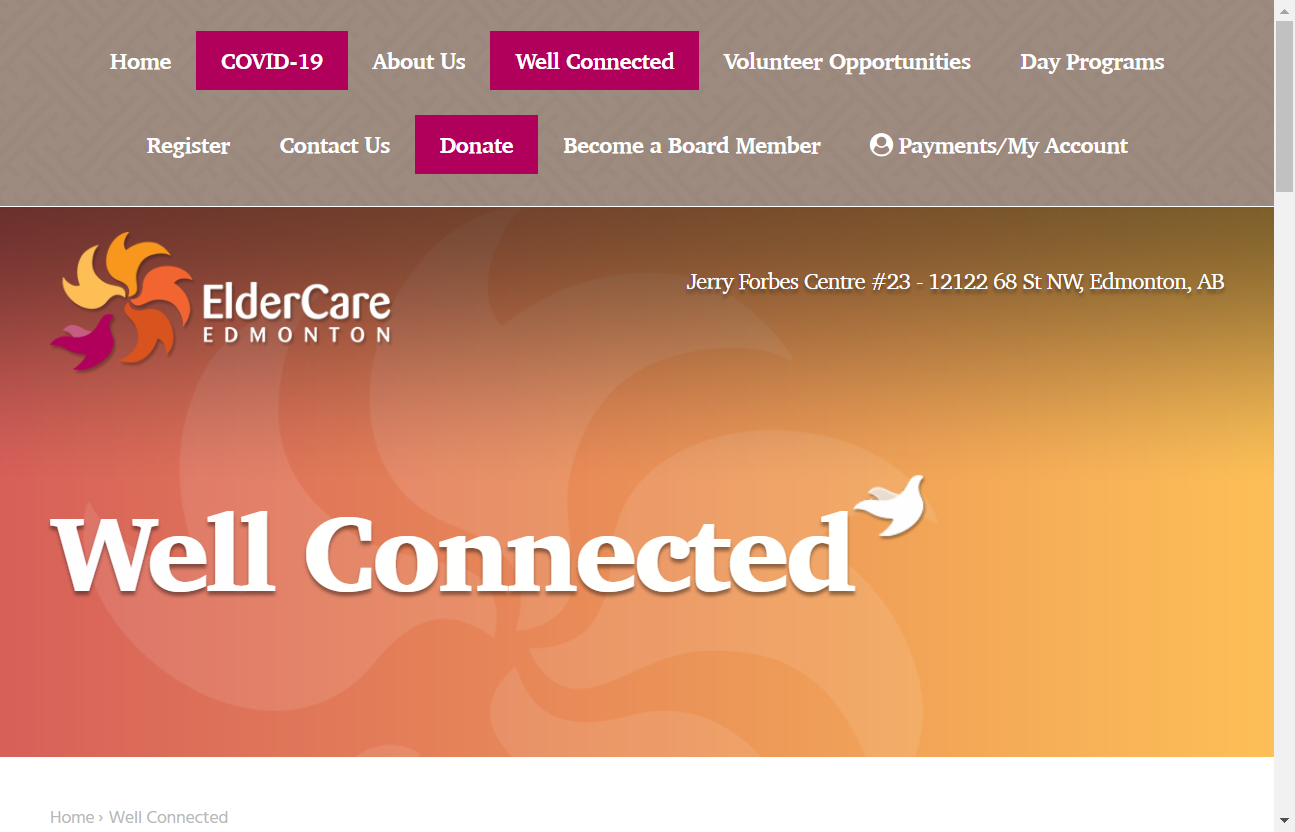 Home COVID-19 About Us Well Connected Volunteer Opportunities Day Programs
Register Contact Us Donate Become a Board Member Payments/My Account
ElderCare
EDMONTON
Jerry Forbes Centre #23 - 12122 68 St NW, Edmonton, AB
Well Connected
Home › Well Connected